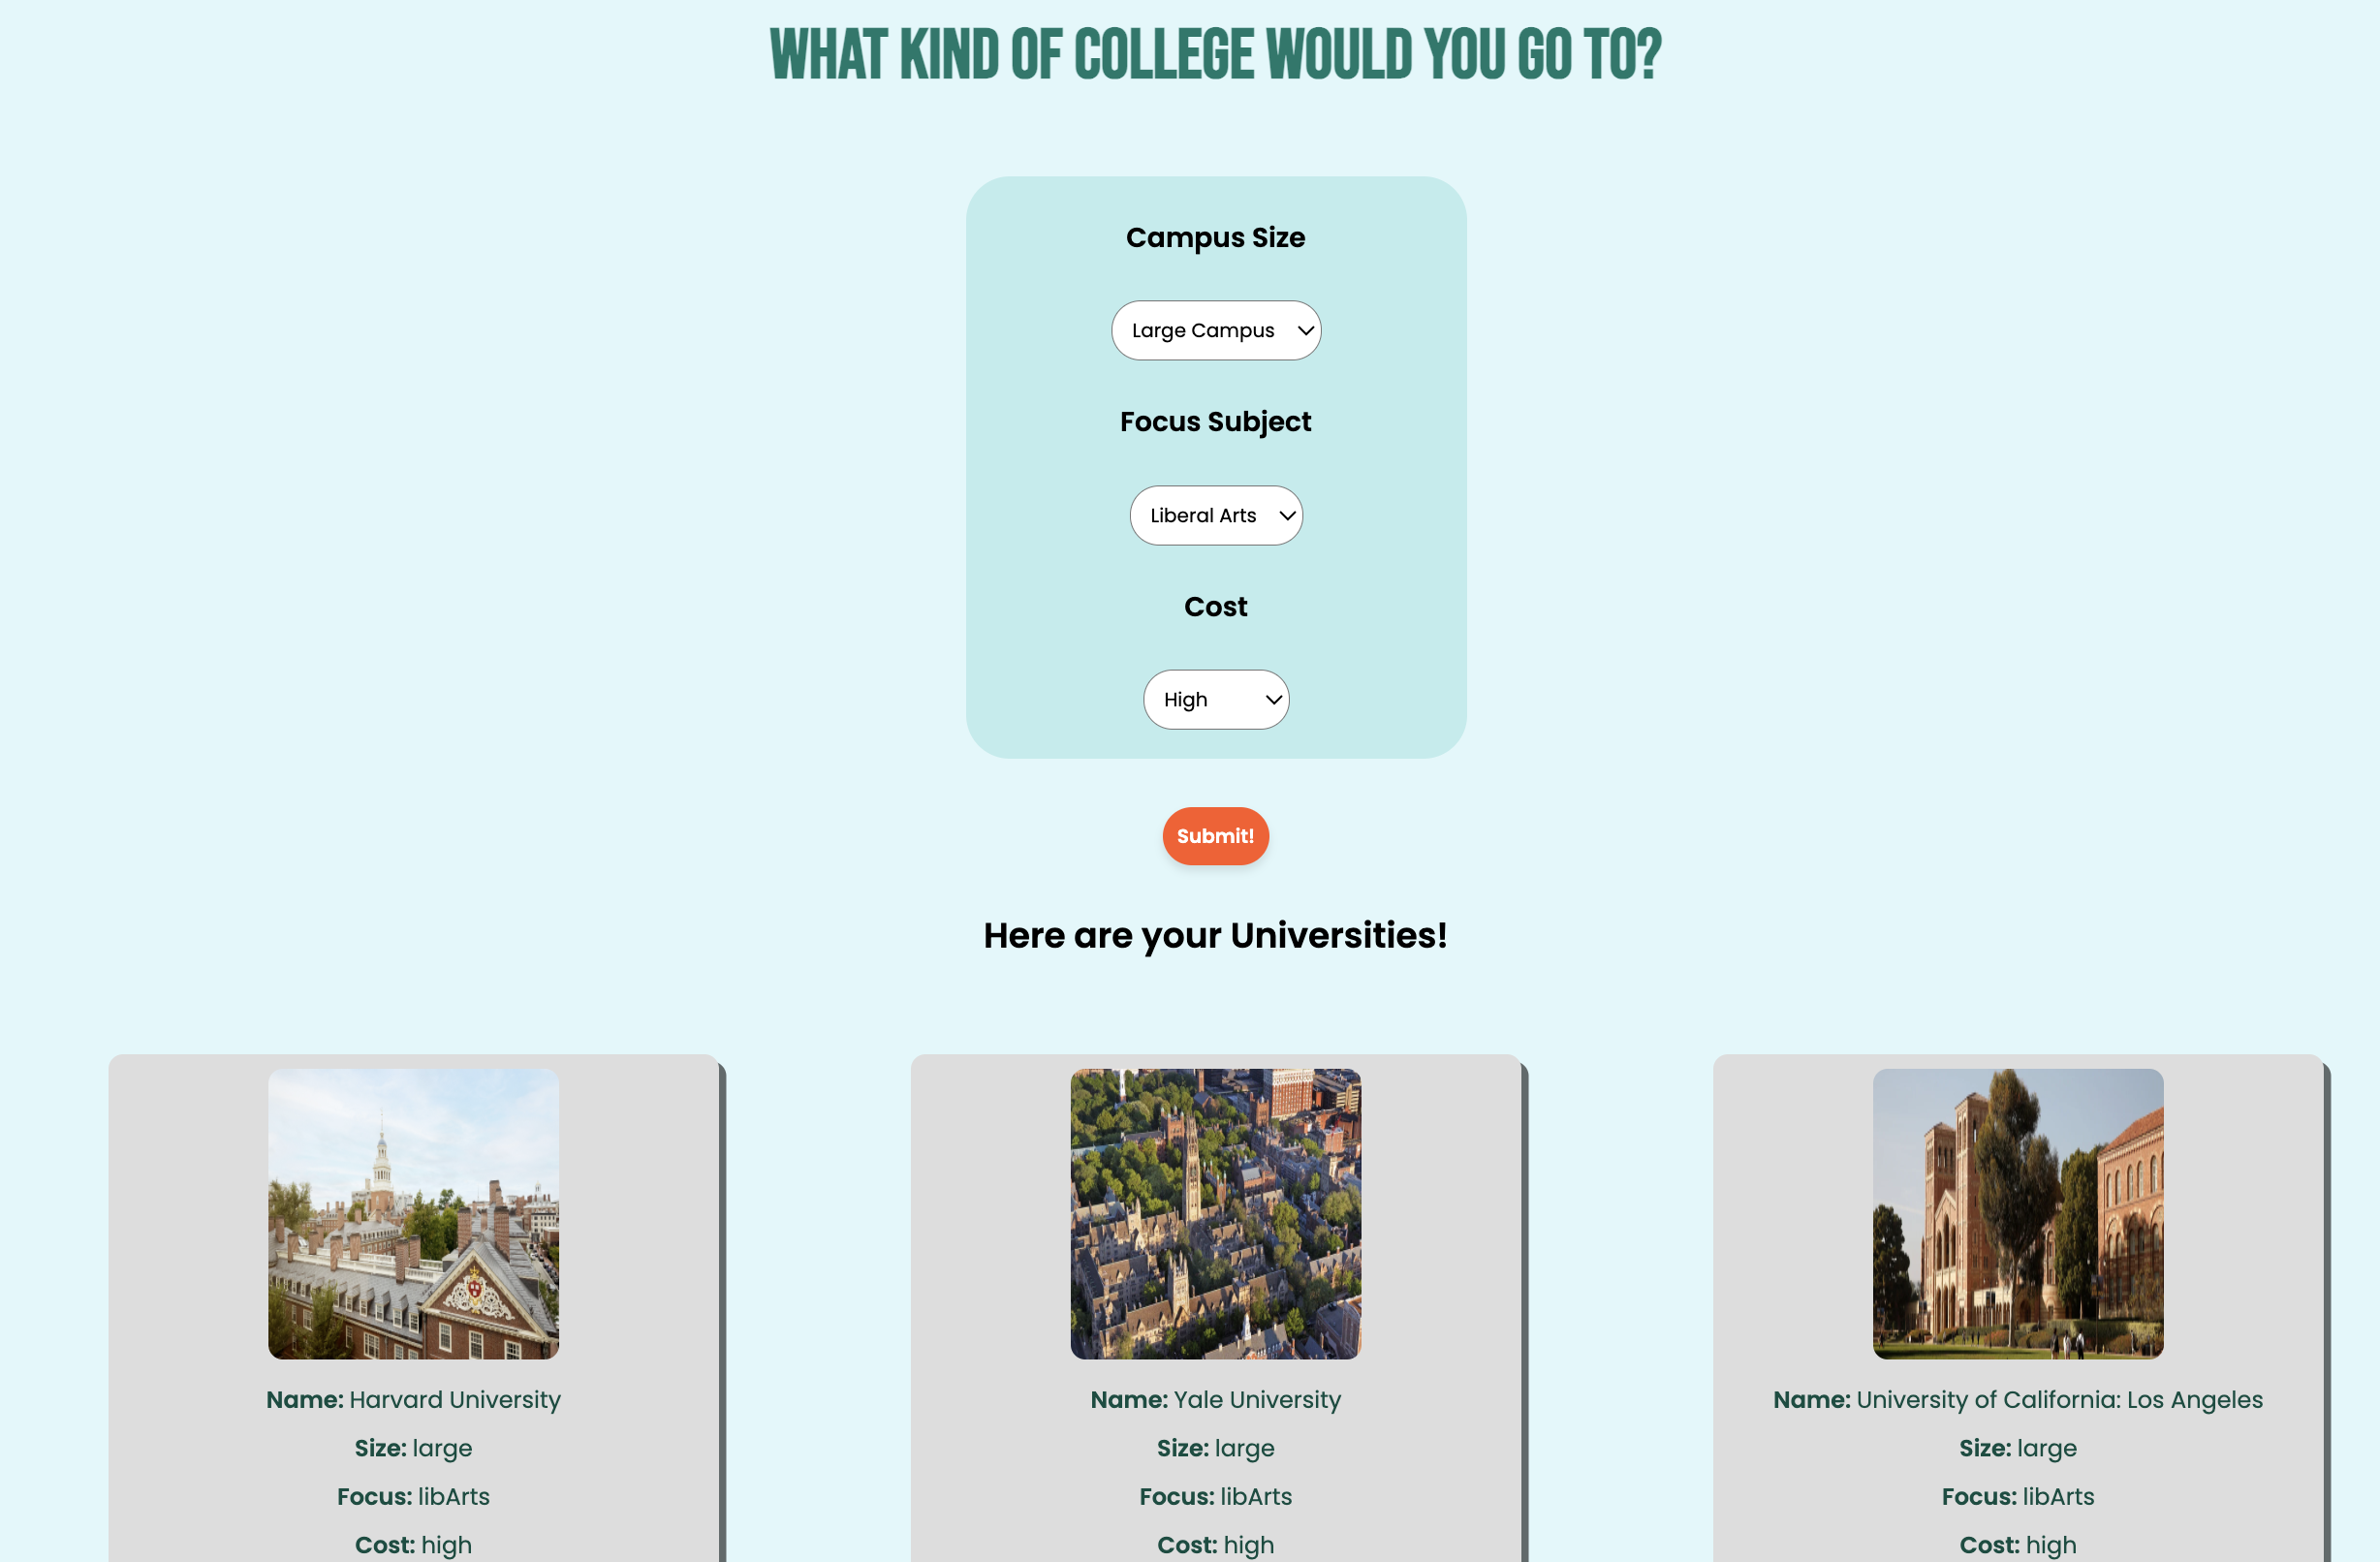 WHAT KIND OF COLLEGE WOULD YOU GO TO?
Campus Size
Large Campus
Focus Subject
Liberal Arts
Cost
High
Submit!
Here are your Universities!
Name: Harvard University
Size: large
Focus: libArts
Cost: high
Name: Yale University
Size: large
Focus: libArts
Cost: high
Name: University of California: Los Angeles
Size: large
Focus: libArts
Cost: high